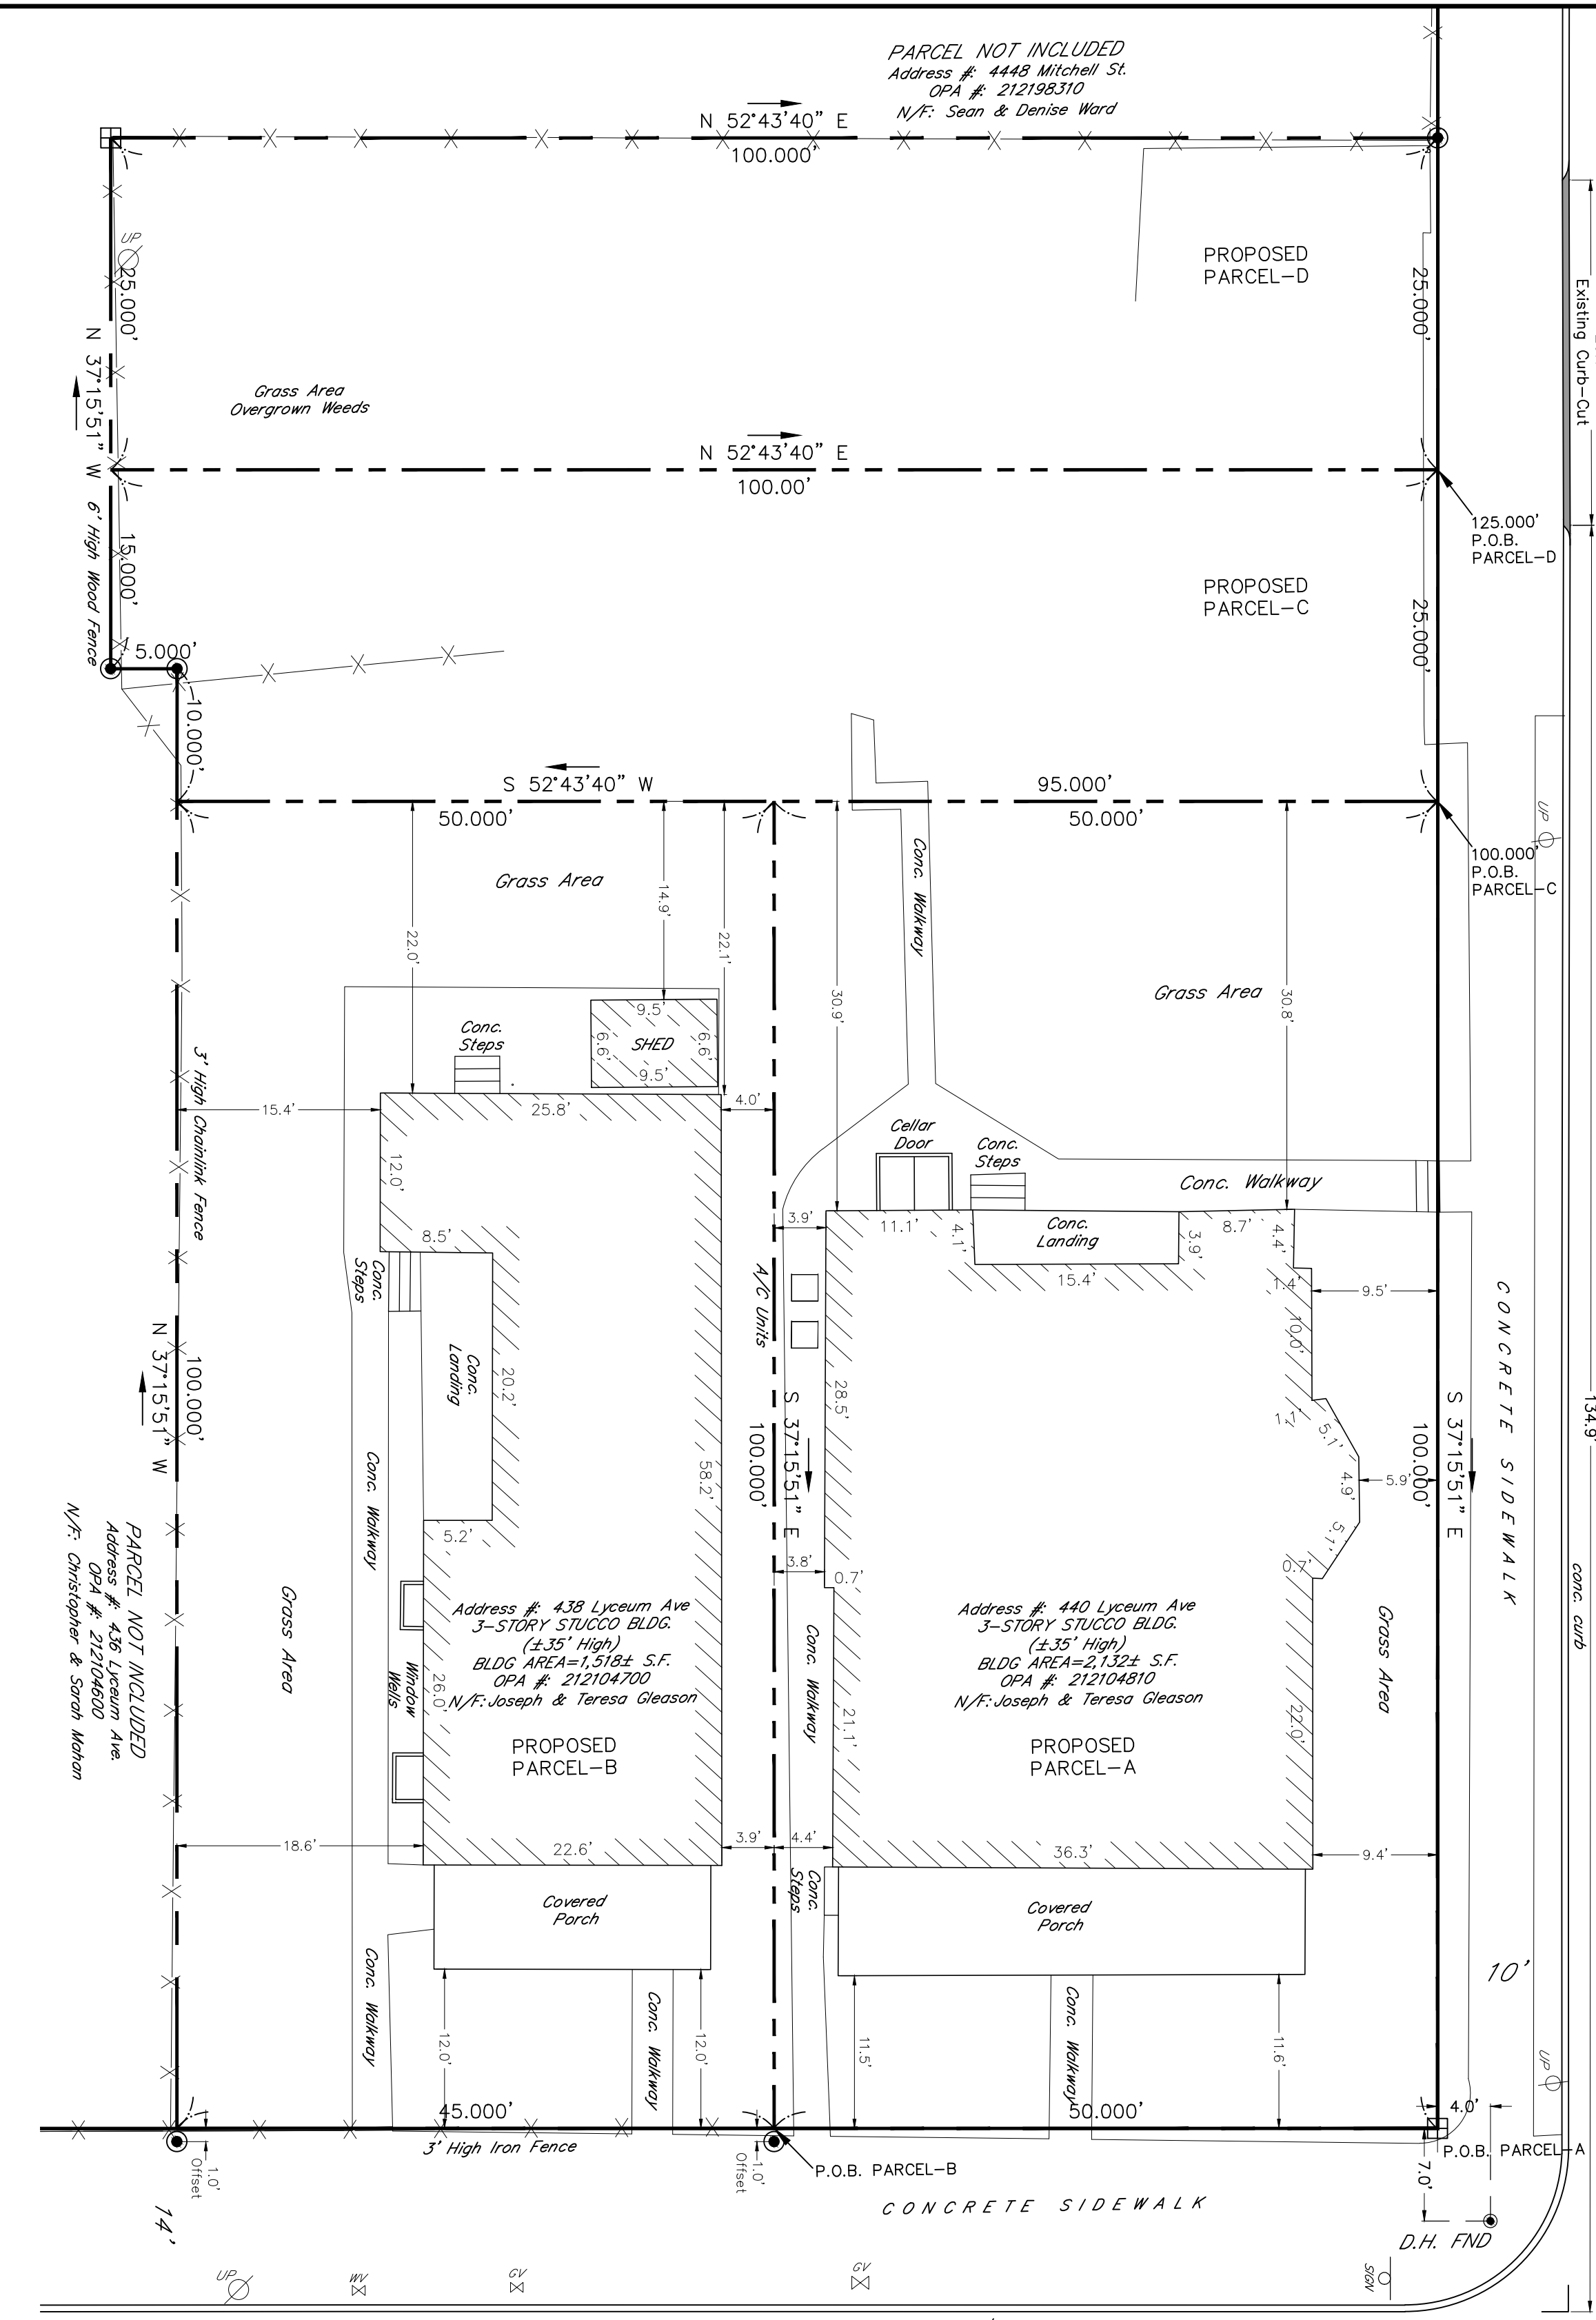 PARCEL NOT INCLUDED
Address #: 4448 Mitchell St.
OPA #: 212198310
N/F: Sean & Denise Ward
N 52°43'40" E
100.000'
PROPOSED
PARCEL-D
UP
25.000'
25.000'
Existing Curb-Cut
N 37°15'51" W
Grass Area
Overgrown Weeds
N 52°43'40" E
100.00'
125.000'
P.O.B.
PARCEL-D
6' High Wood Fence
15.000'
PROPOSED
PARCEL-C
25.000'
5.000'
10.000'
S 52°43'40" W
95.000'
50.000'
50.000'
UP
100.000'
P.O.B.
PARCEL-C
Grass Area
14.9'
22.0'
22.1'
Conc. Walkway
30.9'
Grass Area
30.8'
9.5'
6.6'
SHED
6.6'
9.5'
Conc.
Steps
3' High Chainlink Fence
15.4'
25.8'
4.0'
Cellar
Door
Conc.
Steps
12.0'
Conc. Walkway
3.9'
11.1'
4.1'
Conc.
Landing
3.9'
8.7'
4.4'
8.5'
Conc.
Steps
A/C Units
15.4'
1.4'
9.5'
10.0'
CONCRETE SIDEWALK
N 37°15'51" W
100.000'
Conc.
Landing
20.2'
28.5'
S 37°15'51" E
100.000'
1.7'
5.1'
4.9'
5.9'
5.1'
S 37°15'51" E
100.000'
134.9'
58.2'
Conc. Walkway
5.2'
3.8'
0.7'
0.7'
conc. curb
PARCEL NOT INCLUDED
Address #: 436 Lyceum Ave.
OPA #: 212104600
N/F: Christopher & Sarah Mahan
Grass Area
Address #: 438 Lyceum Ave
3-STORY STUCCO BLDG.
(±35' High)
BLDG AREA=1,518± S.F.
OPA #: 212104700
N/F: Joseph & Teresa Gleason
PROPOSED
PARCEL-B
Window
Wells
26.0'
Conc. Walkway
21.1'
Address #: 440 Lyceum Ave
3-STORY STUCCO BLDG.
(±35' High)
BLDG AREA=2,132± S.F.
OPA #: 212104810
N/F: Joseph & Teresa Gleason
PROPOSED
PARCEL-A
22.0'
Grass Area
18.6'
22.6'
3.9'
4.4'
36.3'
9.4'
Conc.
Steps
Covered
Porch
Covered
Porch
10'
Conc. Walkway
12.0'
Conc. Walkway
12.0'
11.5'
Conc. Walkway
11.6'
UP
45.000'
50.000'
4.0'
3' High Iron Fence
1.0'
Offset
1.0'
Offset
P.O.B. PARCEL-B
P.O.B. PARCEL-A
7.0'
14'
CONCRETE SIDEWALK
D.H. FND
UP
WV
GV
GV
SIGN